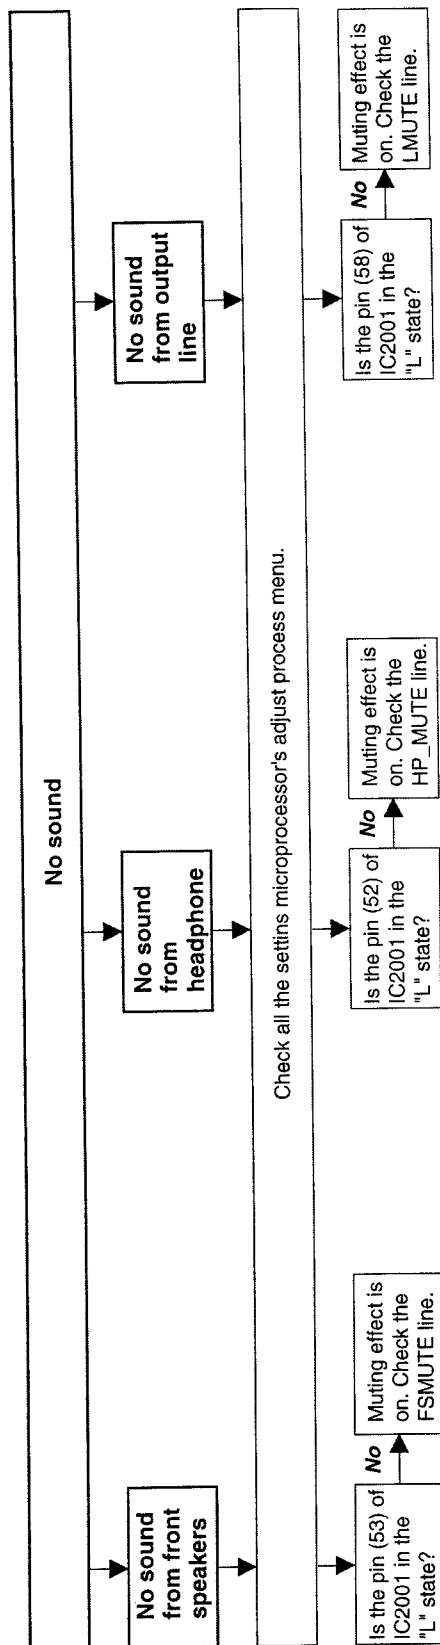 No sound
No sound
from front
speakers
No sound
from
headphone
No sound
from output
line
Check all the settins microprocessor's adjust process menu.
Is the pin (53) of
IC2001 in the
"L" state?
No
Muting effect is
on. Check the
FSMUTE line.
Is the pin (52) of
IC2001 in the
"L" state?
No
Muting effect is
on. Check the
HP_MUTE line.
Is the pin (58) of
IC2001 in the
"L" state?
No
Muting effect is
on. Check the
LMUTE line.